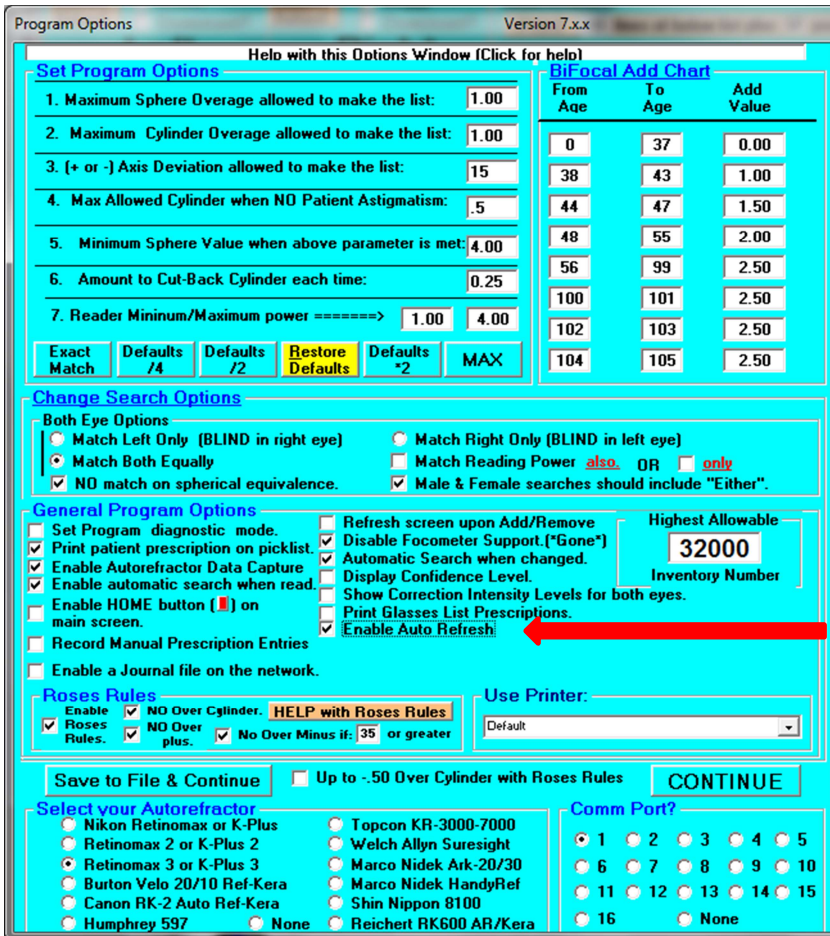 Program Options
Version 7.x.x
Help with this Options Window (Click for help)
Set Program Options
1. Maximum Sphere Overage allowed to make the list: 1.00
2. Maximum Cylinder Overage allowed to make the list: 1.00
3. (+ or -) Axis Deviation allowed to make the list: 15
4. Max Allowed Cylinder when NO Patient Astigmatism: .5
5. Minimum Sphere Value when above parameter is met: 4.00
6. Amount to Cut-Back Cylinder each time: 0.25
7. Reader Mininum/Maximum power =======> 1.00 4.00
Exact Match
Defaults /4
Defaults /2
Restore Defaults
Defaults *2
MAX
BiFocal Add Chart
From Age To Age Add Value
0 37 0.00
38 43 1.00
44 47 1.50
48 55 2.00
56 99 2.50
100 101 2.50
102 103 2.50
104 105 2.50
Change Search Options
Both Eye Options
Match Left Only (BLIND in right eye)
Match Right Only (BLIND in left eye)
Match Both Equally
Match Reading Power also. OR only
NO match on spherical equivalence.
Male & Female searches should include "Either".
General Program Options
Set Program diagnostic mode.
Print patient prescription on picklist.
Enable Autorefractor Data Capture
Enable automatic search when read.
Enable HOME button ( ) on
main screen.
Record Manual Prescription Entries
Enable a Journal file on the network.
Refresh screen upon Add/Remove
Disable Focometer Support.(*Gone*)
Automatic Search when changed.
Display Confidence Level.
Show Correction Intensity Levels for both eyes.
Print Glasses List Prescriptions.
Enable Auto Refresh
Highest Allowable
32000
Inventory Number
Roses Rules
Enable
Roses
Rules.
NO Over Cylinder.
HELP with Roses Rules
NO Over
plus.
No Over Minus if: 35 or greater
Use Printer:
Default
Save to File & Continue
Up to -.50 Over Cylinder with Roses Rules
CONTINUE
Select your Autorefractor
Nikon Retinomax or K-Plus
Retinomax 2 or K-Plus 2
Retinomax 3 or K-Plus 3
Burton Velo 20/10 Ref-Kera
Canon RK-2 Auto Ref-Kera
Humphrey 597
None
Topcon KR-3000-7000
Welch Allyn Suresight
Marco Nidek Ark-20/30
Marco Nidek HandyRef
Shin Nippon 8100
Reichert RK600 AR/Kera
Comm Port?
1 2 3 4 5
6 7 8 9 10
11 12 13 14 15
16 None